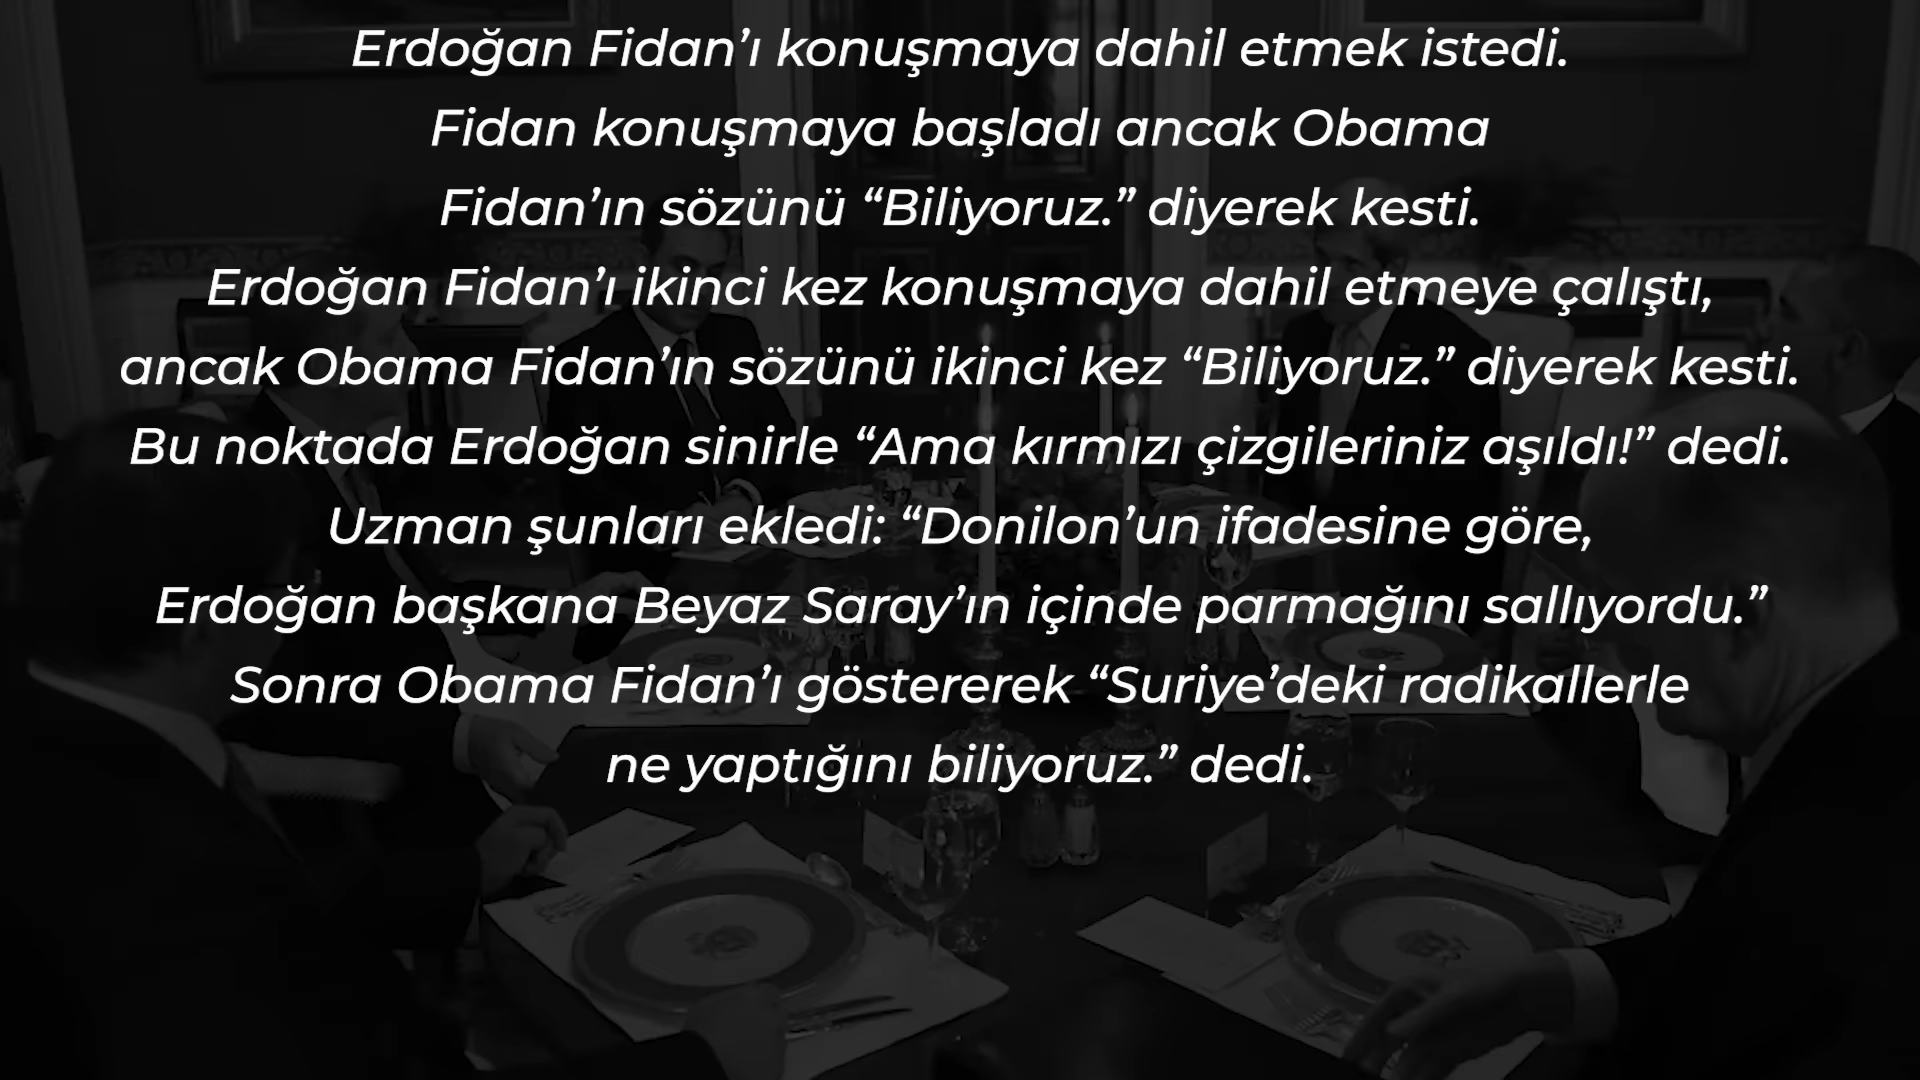 Erdoğan Fidan’ı konuşmaya dahil etmek istedi.
Fidan konuşmaya başladı ancak Obama
Fidan’ın sözünü “Biliyoruz.” diyerek kesti.
Erdoğan Fidan’ı ikinci kez konuşmaya dahil etmeye çalıştı,
ancak Obama Fidan’ın sözünü ikinci kez “Biliyoruz.” diyerek kesti.
Bu noktada Erdoğan sinirle “Ama kırmızı çizgileriniz aşıldı!” dedi.
Uzman şunları ekledi: “Donilon’un ifadesine göre,
Erdoğan başkana Beyaz Saray’ın içinde parmağını sallıyordu.”
Sonra Obama Fidan’ı göstererek “Suriye’deki radikallerle
ne yaptığını biliyoruz.” dedi.